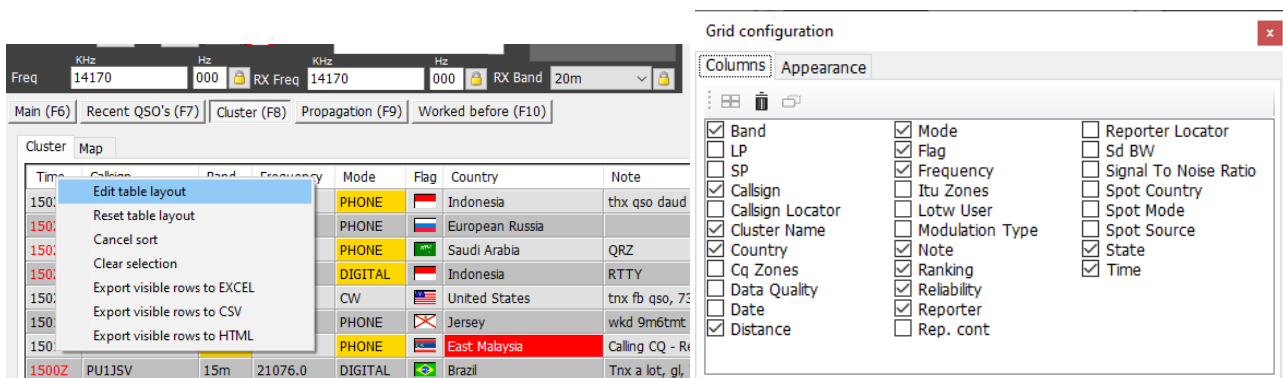 KHz Hz KHz Hz
Freq 14170 000 RX Freq 14170 000 RX Band 20m
Main (F6) Recent QSO's (F7) Cluster (F8) Propagation (F9) Worked before (F10)
Cluster Map
Flag Country Note
Mode
Edit table layout
Reset table layout
Cancel sort
Clear selection
Export visible rows to EXCEL
Export visible rows to CSV
Export visible rows to HTML
PHONE Indonesia thx qso daud
PHONE European Russia
PHONE Saudi Arabia QRZ
DIGITAL Indonesia RTTY
CW United States tnx fb qso, 73
PHONE Jersey wkd 9m6tmt
PHONE East Malaysia Calling CQ - Re
1500Z PU1JSV 15m 21076.0 DIGITAL Brazil Tnx a lot, gl,
Grid configuration
x
Columns Appearance
Band
LP
SP
Callsign
Callsign Locator
Cluster Name
Country
Cq Zones
Data Quality
Date
Distance
Mode
Flag
Frequency
Itu Zones
Lotw User
Modulation Type
Note
Ranking
Reliability
Reporter
Rep. cont
Reporter Locator
Sd BW
Signal To Noise Ratio
Spot Country
Spot Mode
Spot Source
State
Time